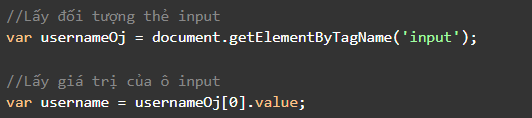 //Lấy đối tượng thẻ input
var usernameOj = document.getElementByTagName('input');
//Lấy giá trị của ô input
var username = usernameOj[0].value;